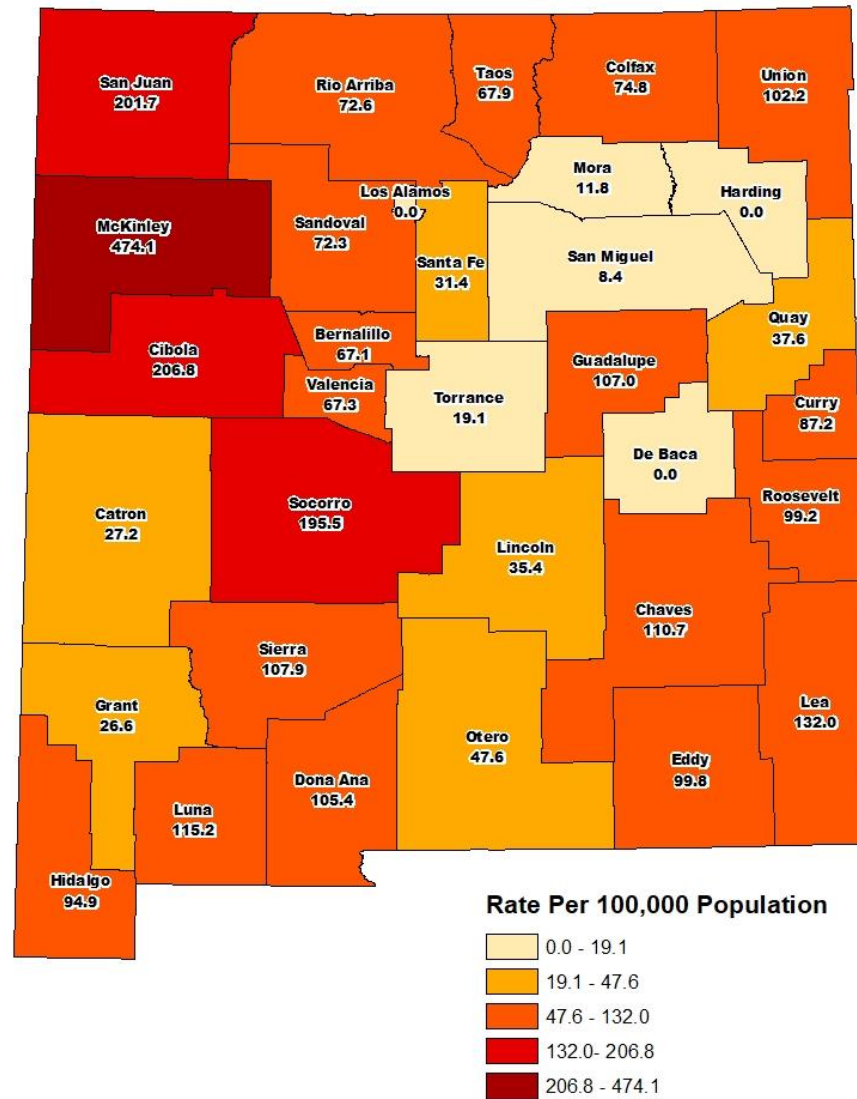 San Juan
201.7
Rio Arriba
72.6
Taos
67.9
Colfax
74.8
Union
102.2
Mora
11.8
Los Alamos
0.0
Harding
0.0
McKinley
474.1
Sandoval
72.3
Santa Fe
31.4
San Miguel
8.4
Quay
37.6
Bernalillo
67.1
Cibola
206.8
Guadalupe
107.0
Valencia
67.3
Torrance
19.1
Curry
87.2
De Baca
0.0
Roosevelt
99.2
Socorro
195.5
Catron
27.2
Lincoln
35.4
Chaves
110.7
Sierra
107.9
Grant
26.6
Lea
132.0
Otero
47.6
Eddy
99.8
Dona Ana
105.4
Luna
115.2
Hidalgo
94.9
Rate Per 100,000 Population
0.0 - 19.1
19.1 - 47.6
47.6 - 132.0
132.0- 206.8
206.8 - 474.1